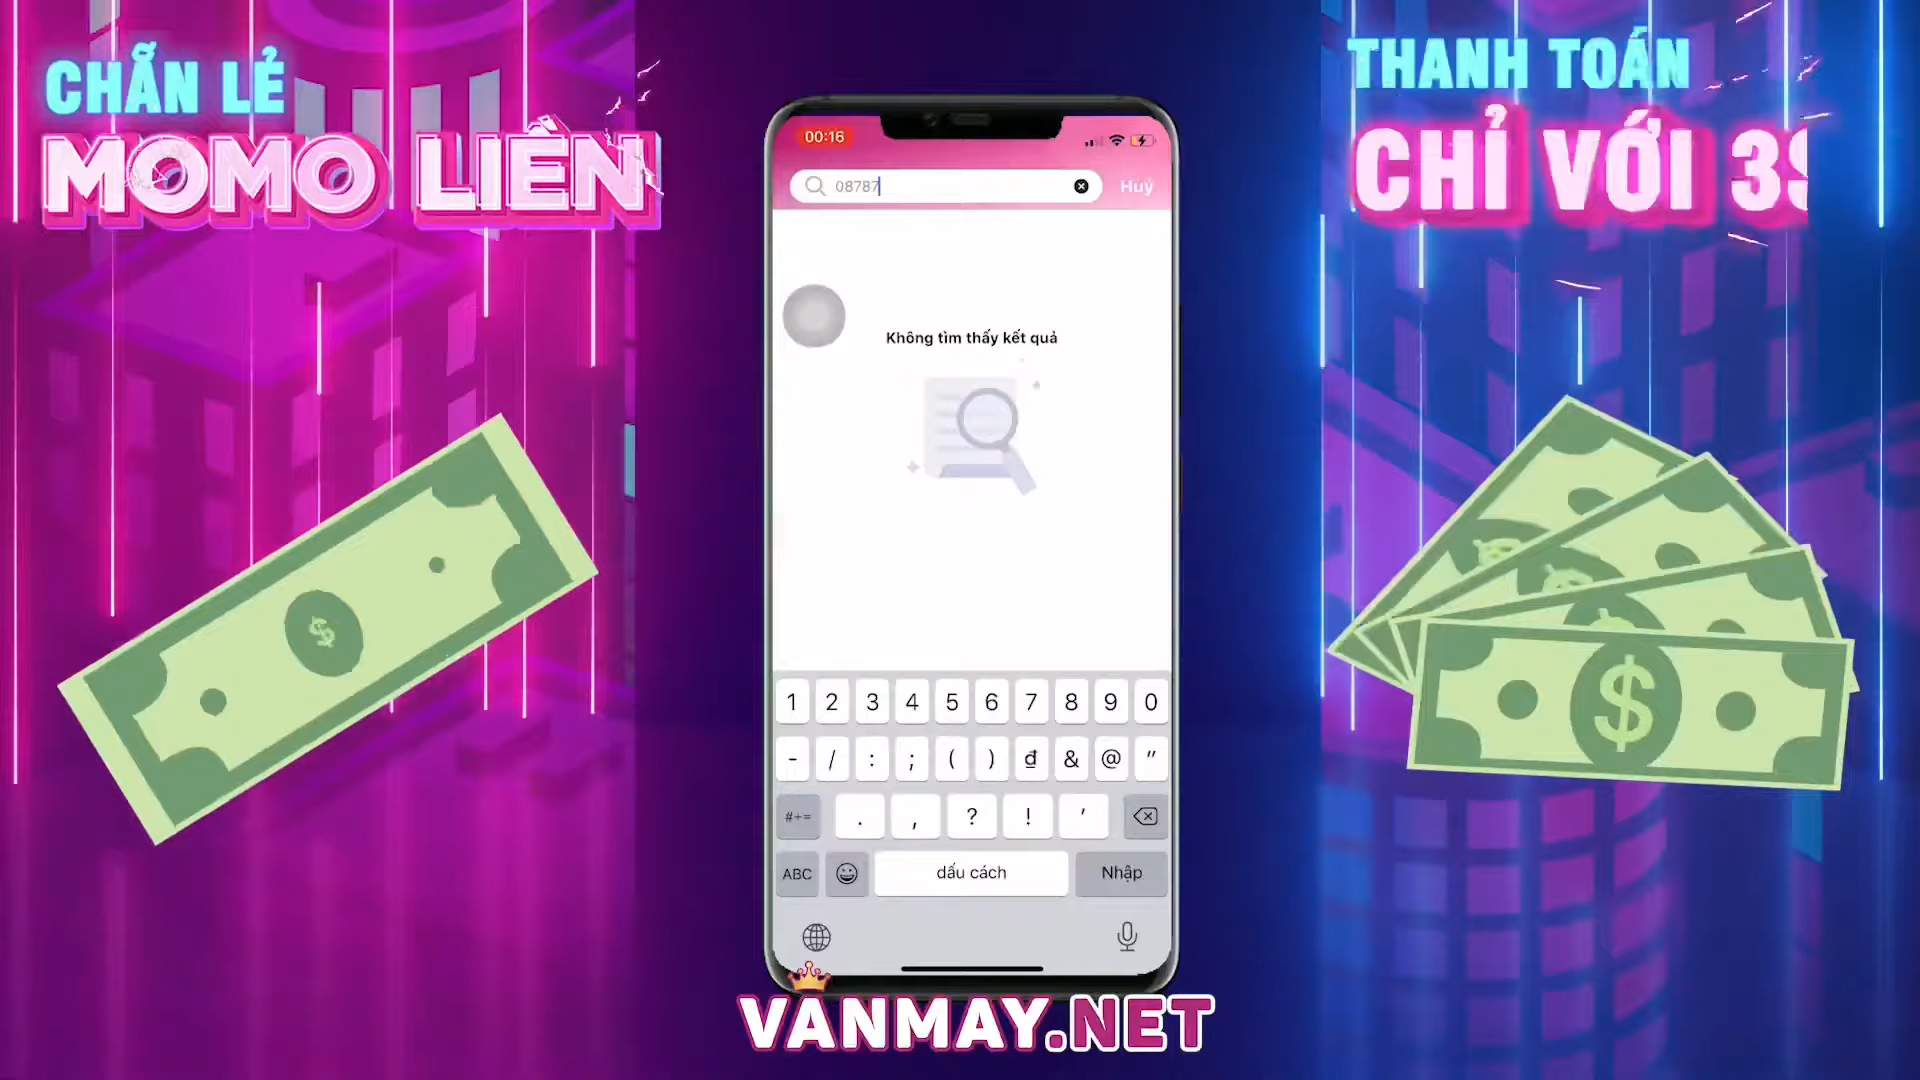 CHẴN LẺ
MOMO LIỀN
THANH TOÁN
CHỈ VỚI 3S
00:16
08787
Huỷ
Không tìm thấy kết quả
1 2 3 4 5 6 7 8 9 0
- / : ; ( ) đ & @ "
#+= . , ? ! '
ABC dấu cách Nhập
VANMAY.NET